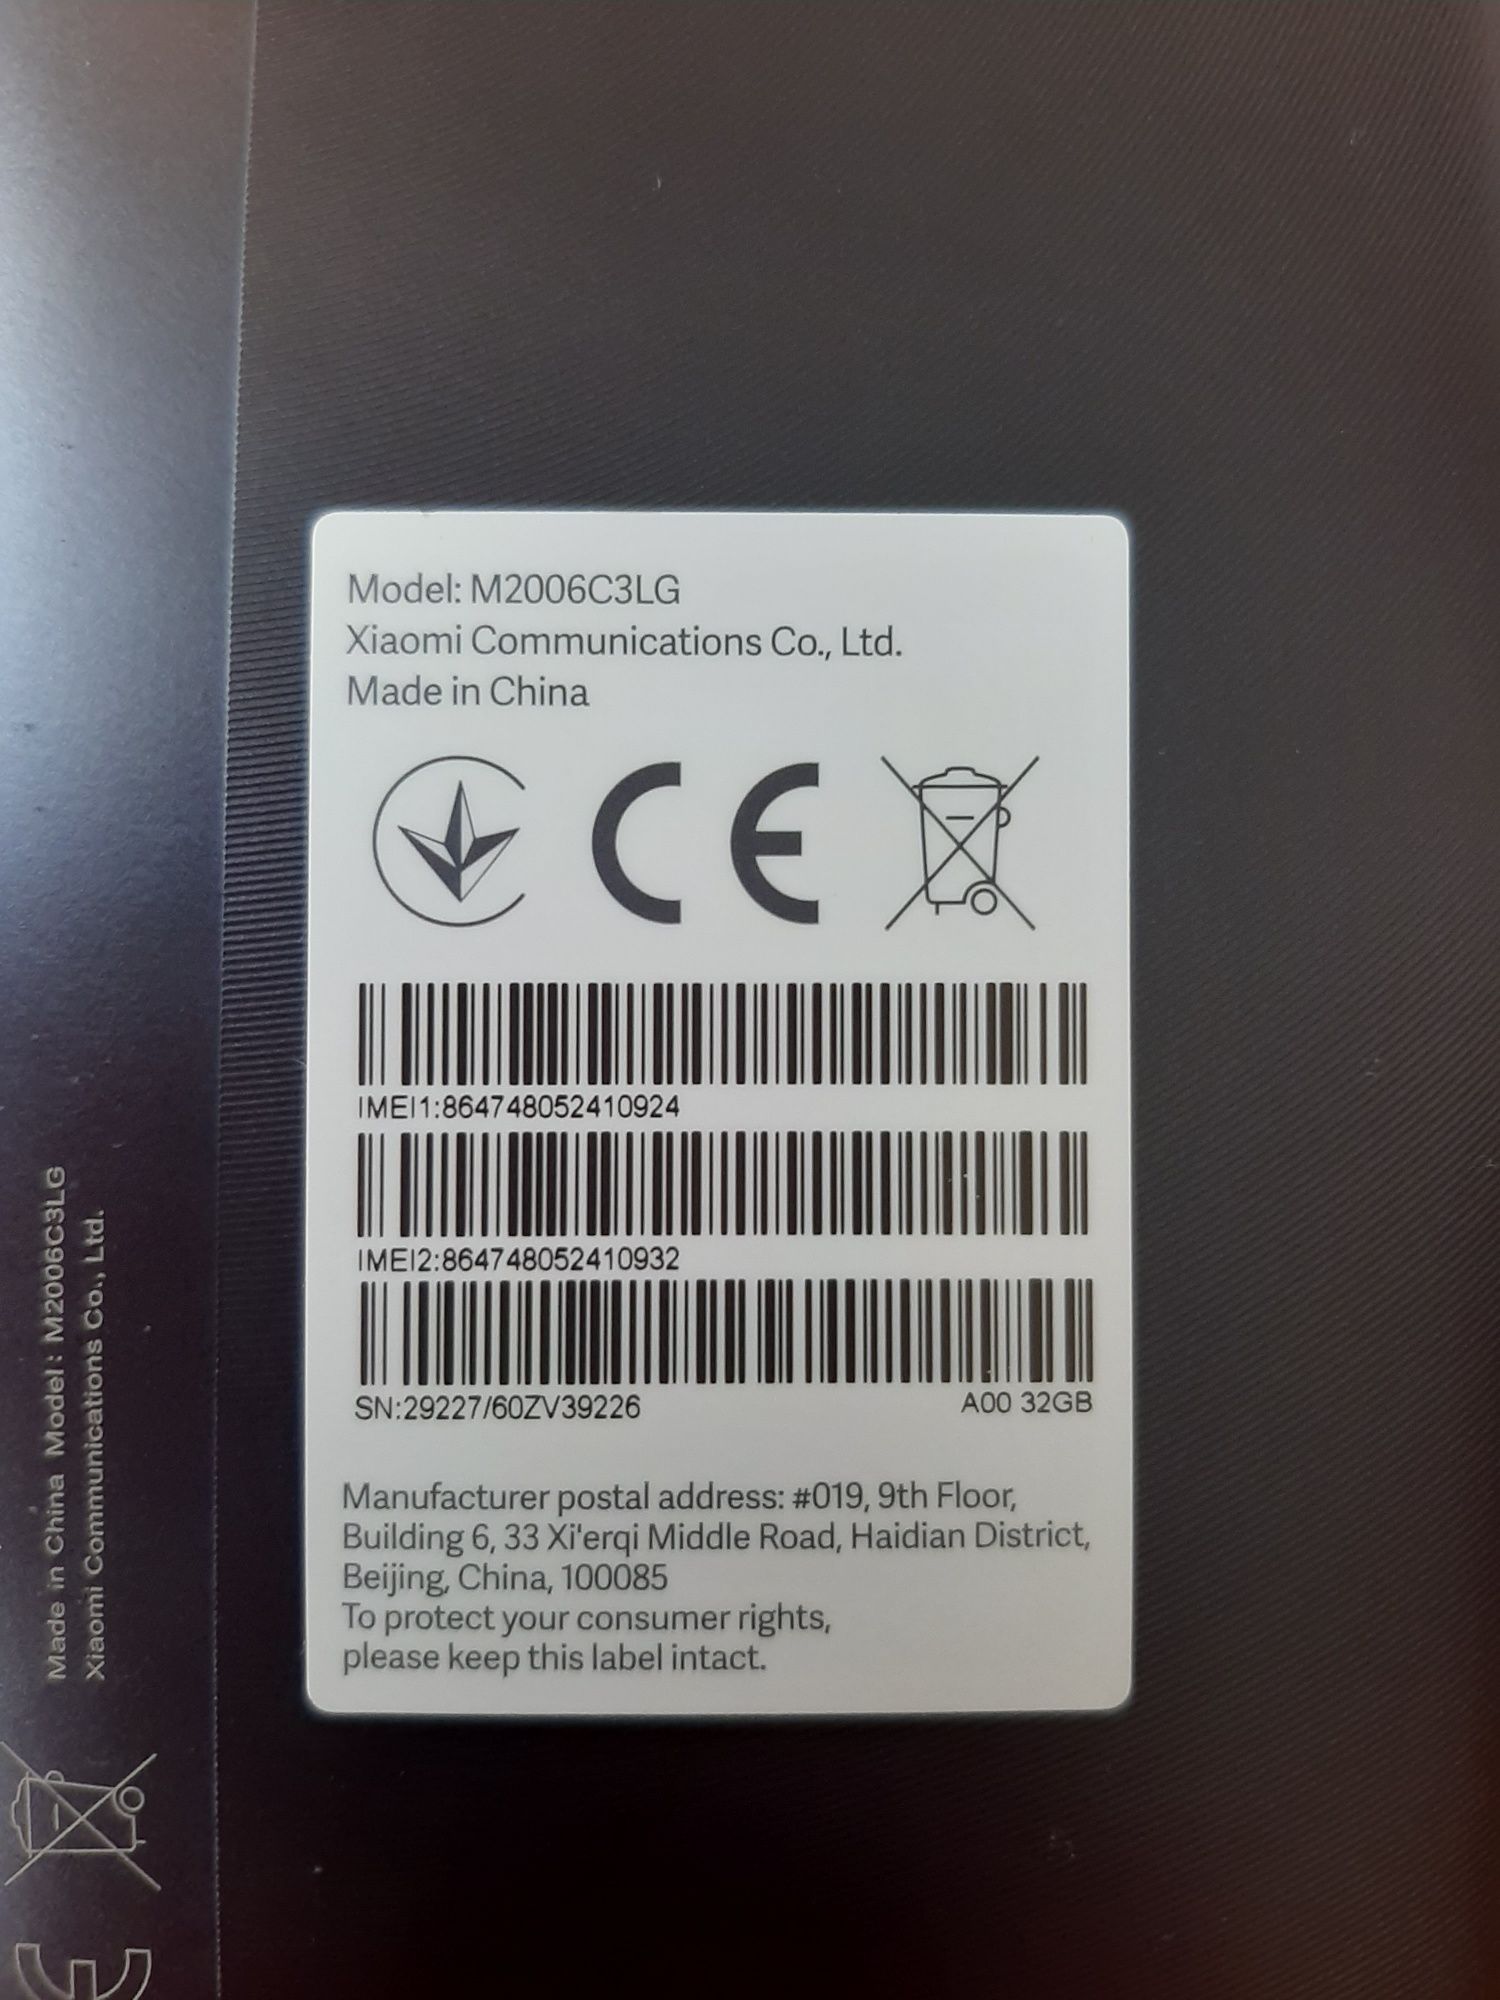 Model: M2006C3LG
Xiaomi Communications Co., Ltd.
Made in China
CE
IMEI1:864748052410924
IMEI2:864748052410932
SN:29227/60ZV39226 A00 32GB
Manufacturer postal address: #019, 9th Floor,
Building 6, 33 Xi'erqi Middle Road, Haidian District,
Beijing, China, 100085
To protect your consumer rights,
please keep this label intact.
Made in China Model: M2006C3LG
Xiaomi Communications Co., Ltd.
CE